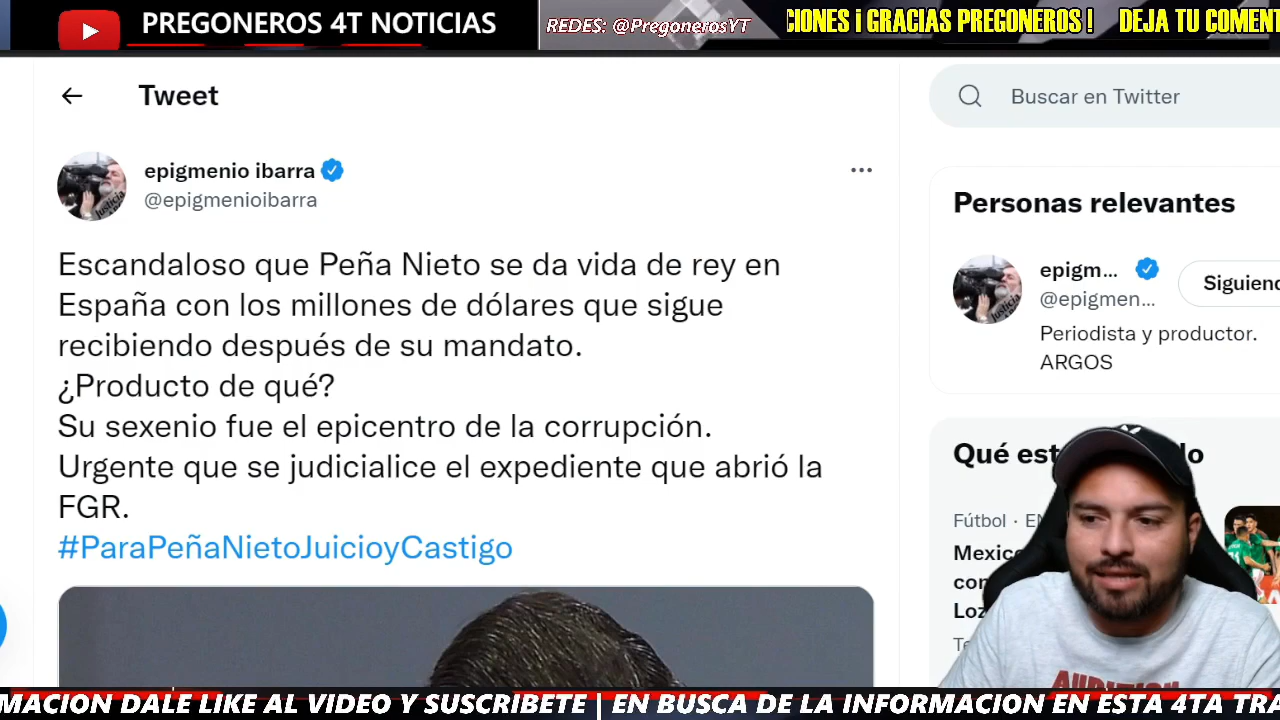 PREGONEROS 4T NOTICIAS
REDES: @PregonerosYT
CIONES ¡ GRACIAS PREGONEROS ! DEJA TU COMENT
Tweet
Buscar en Twitter
epigmenio ibarra
@epigmenioibarra
Escandaloso que Peña Nieto se da vida de rey en
España con los millones de dólares que sigue
recibiendo después de su mandato.
¿Producto de qué?
Su sexenio fue el epicentro de la corrupción.
Urgente que se judicialice el expediente que abrió la
FGR.
#ParaPeñaNietoJuicioyCastigo
Personas relevantes
epigm...
@epigmen...
Siguiend
Periodista y productor.
ARGOS
Qué est do
Fútbol ·
Mexic
con
Loz
Te
MACION DALE LIKE AL VIDEO Y SUSCRIBETE | EN BUSCA DE LA INFORMACION EN ESTA 4TA TRA